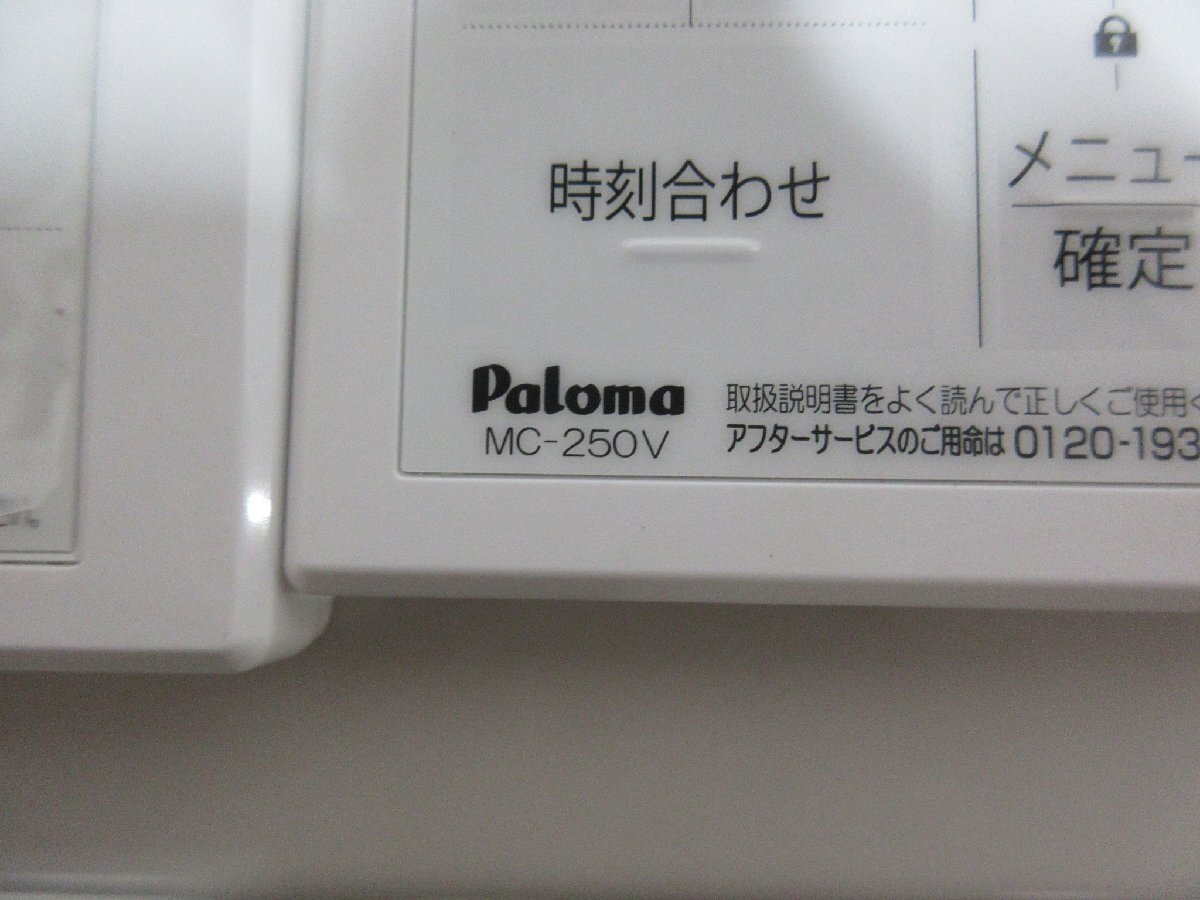 時刻合わせ
メニュー
確定
Paloma
MC-250V
取扱説明書をよく読んで正しくご使用く
アフターサービスのご用命は 0120-193